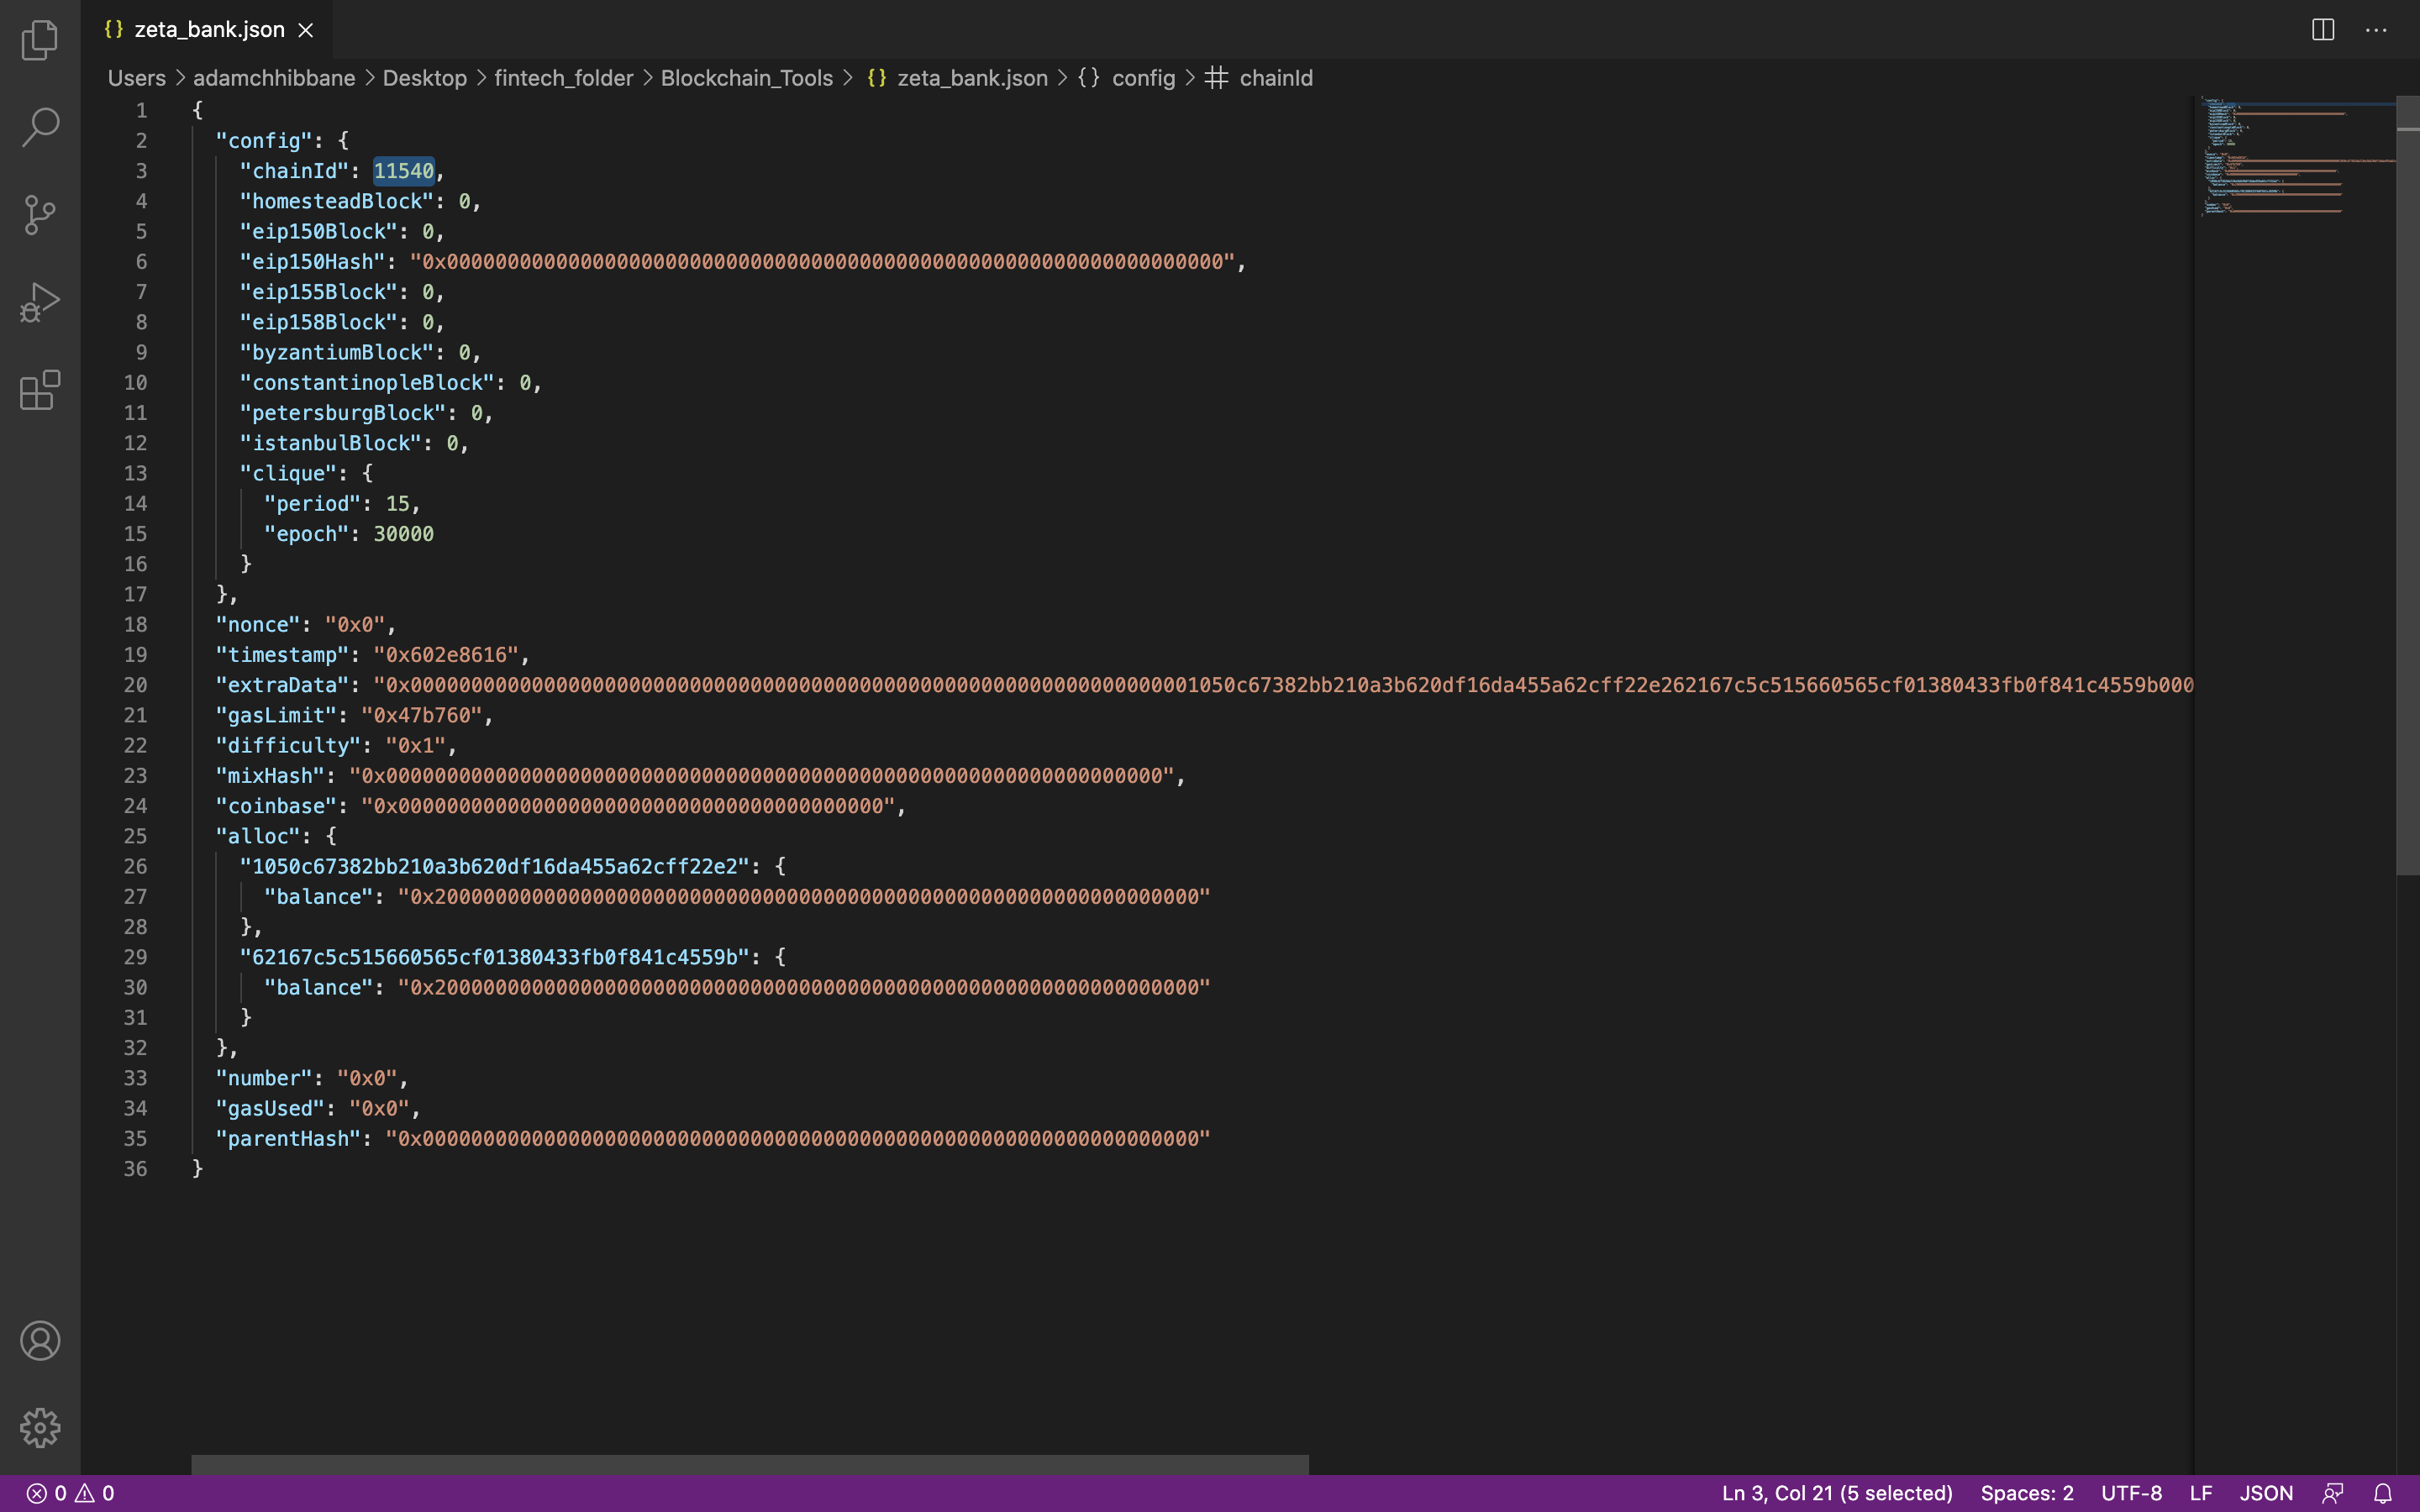 zeta_bank.json
Users > adamchhibbane > Desktop > fintech_folder > Blockchain_Tools > {} zeta_bank.json > {} config > # chainId
1 {
2 "config": {
3 "chainId": 11540,
4 "homesteadBlock": 0,
5 "eip150Block": 0,
6 "eip150Hash": "0x0000000000000000000000000000000000000000000000000000000000000000",
7 "eip155Block": 0,
8 "eip158Block": 0,
9 "byzantiumBlock": 0,
10 "constantinopleBlock": 0,
11 "petersburgBlock": 0,
12 "istanbulBlock": 0,
13 "clique": {
14 "period": 15,
15 "epoch": 30000
16 }
17 },
18 "nonce": "0x0",
19 "timestamp": "0x602e8616",
20 "extraData": "0x00000000000000000000000000000000000000000000000000000000000000001050c67382bb210a3b620df16da455a62cff22e262167c5c515660565cf01380433fb0f841c4559b000
21 "gasLimit": "0x47b760",
22 "difficulty": "0x1",
23 "mixHash": "0x0000000000000000000000000000000000000000000000000000000000000000",
24 "coinbase": "0x0000000000000000000000000000000000000000",
25 "alloc": {
26 "1050c67382bb210a3b620df16da455a62cff22e2": {
27 "balance": "0x200000000000000000000000000000000000000000000000000000000000000"
28 },
29 "62167c5c515660565cf01380433fb0f841c4559b": {
30 "balance": "0x200000000000000000000000000000000000000000000000000000000000000"
31 }
32 },
33 "number": "0x0",
34 "gasUsed": "0x0",
35 "parentHash": "0x0000000000000000000000000000000000000000000000000000000000000000"
36 }
0 0 Ln 3, Col 21 (5 selected) Spaces: 2 UTF-8 LF JSON